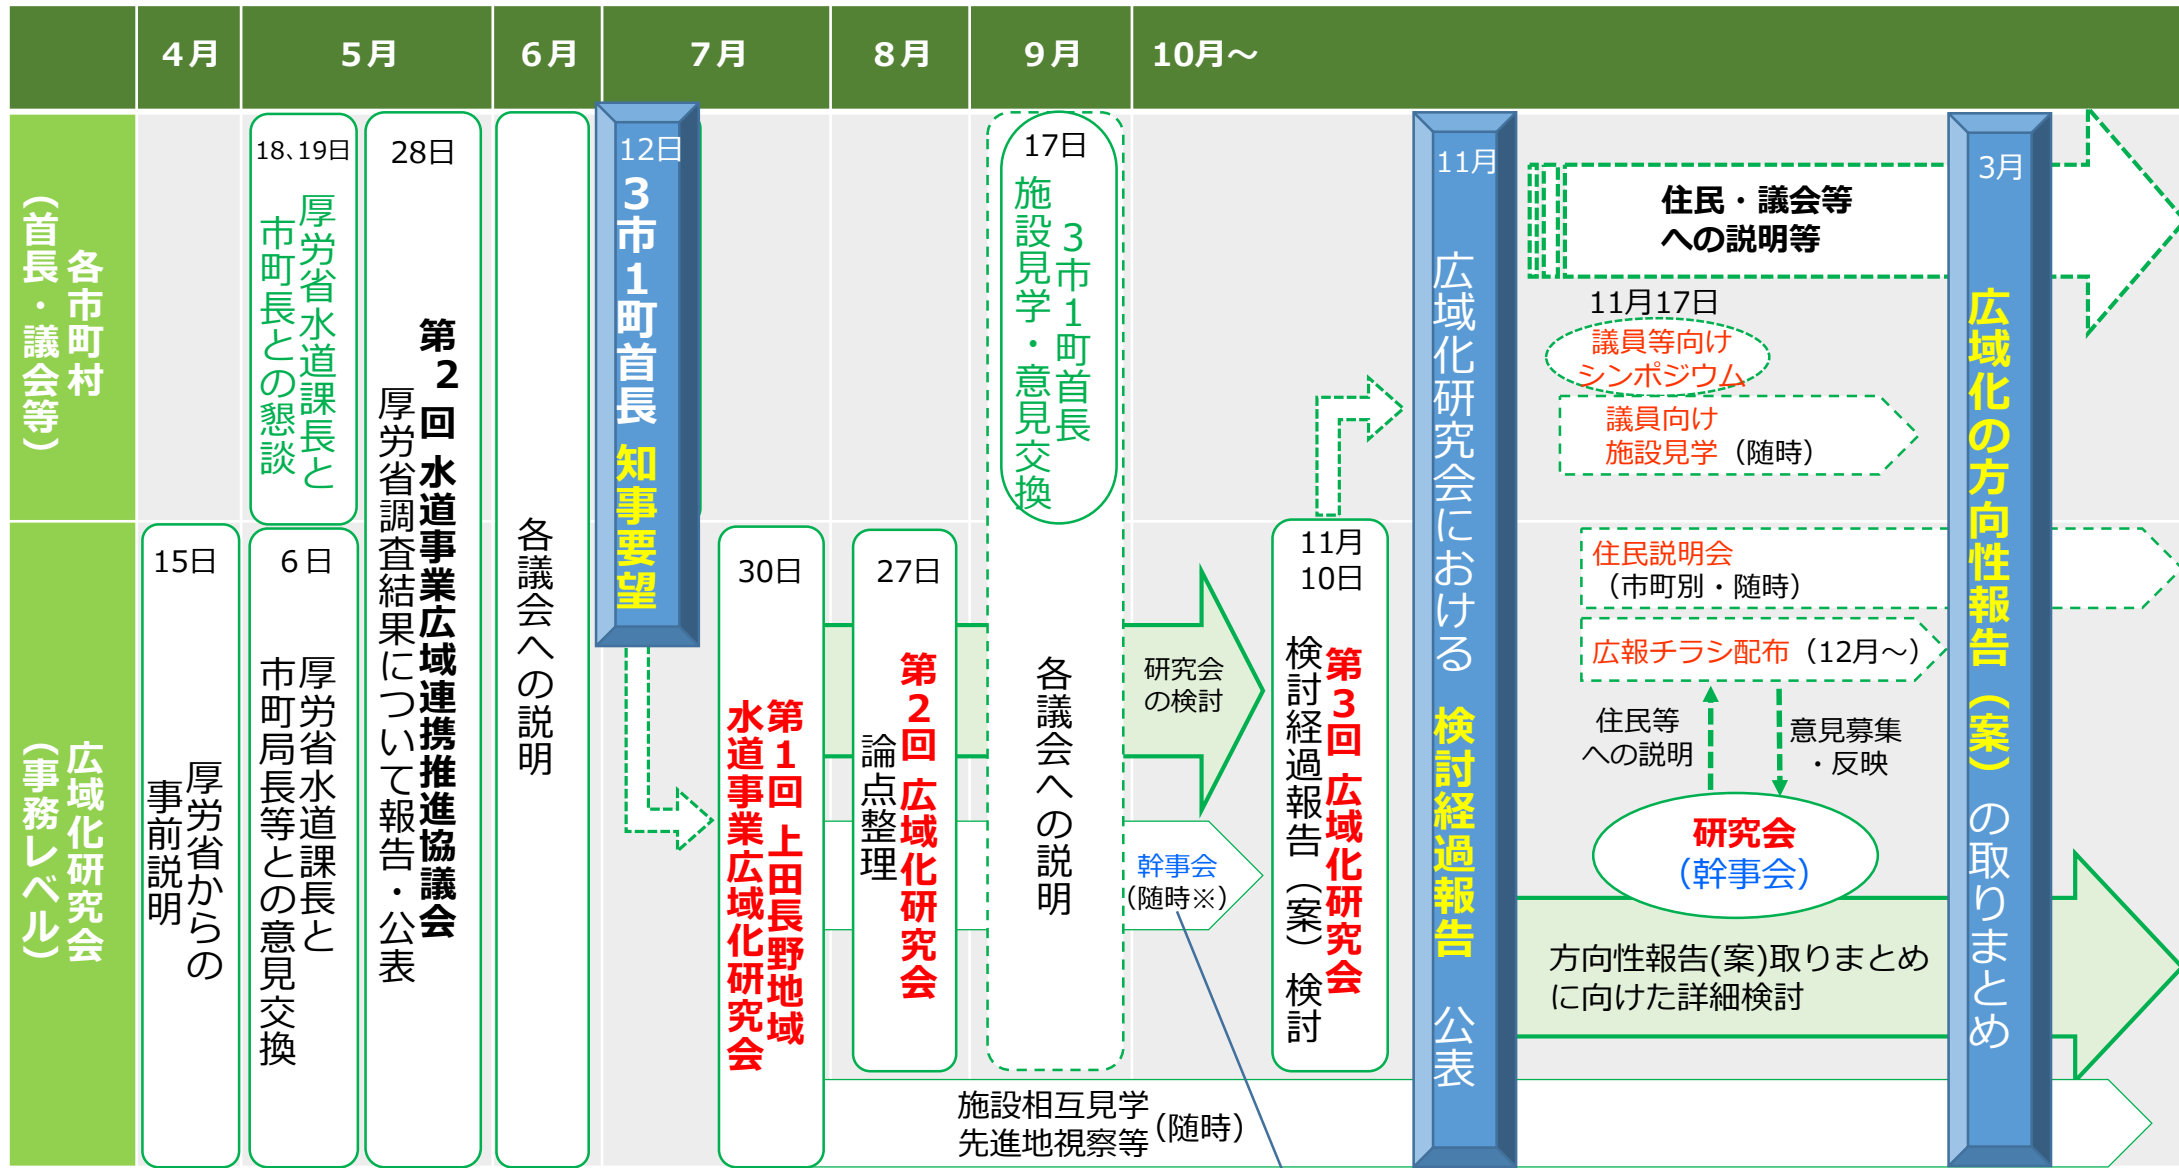 4月
5月
6月
7月
8月
9月
10月～
各市町村
（首長・議会等）
広域化研究会
（事務レベル）
15日
厚労省からの
事前説明
18、19日
厚労省水道課長と
市町長との懇談
6日
厚労省水道課長と
市町局長等との意見交換
28日
第2回 水道事業広域連携推進協議会
厚労省調査結果について報告・公表
各議会への説明
12日
3市1町首長 知事要望
30日
第1回 上田長野地域
水道事業広域化研究会
27日
第2回 広域化研究会
論点整理
17日
3市1町首長
施設見学・意見交換
各議会への説明
研究会
の検討
幹事会
（随時※）
11月
10日
第3回 広域化研究会
検討経過報告（案）検討
施設相互見学
先進地視察等
（随時）
11月
広域化研究会における 検討経過報告 公表
住民・議会等
への説明等
11月17日
議員等向け
シンポジウム
議員向け
施設見学（随時）
住民説明会
（市町別・随時）
広報チラシ配布（12月～）
住民等
への説明
意見募集
・反映
研究会
（幹事会）
方向性報告(案)取りまとめ
に向けた詳細検討
3月
広域化の方向性報告（案）の取りまとめ